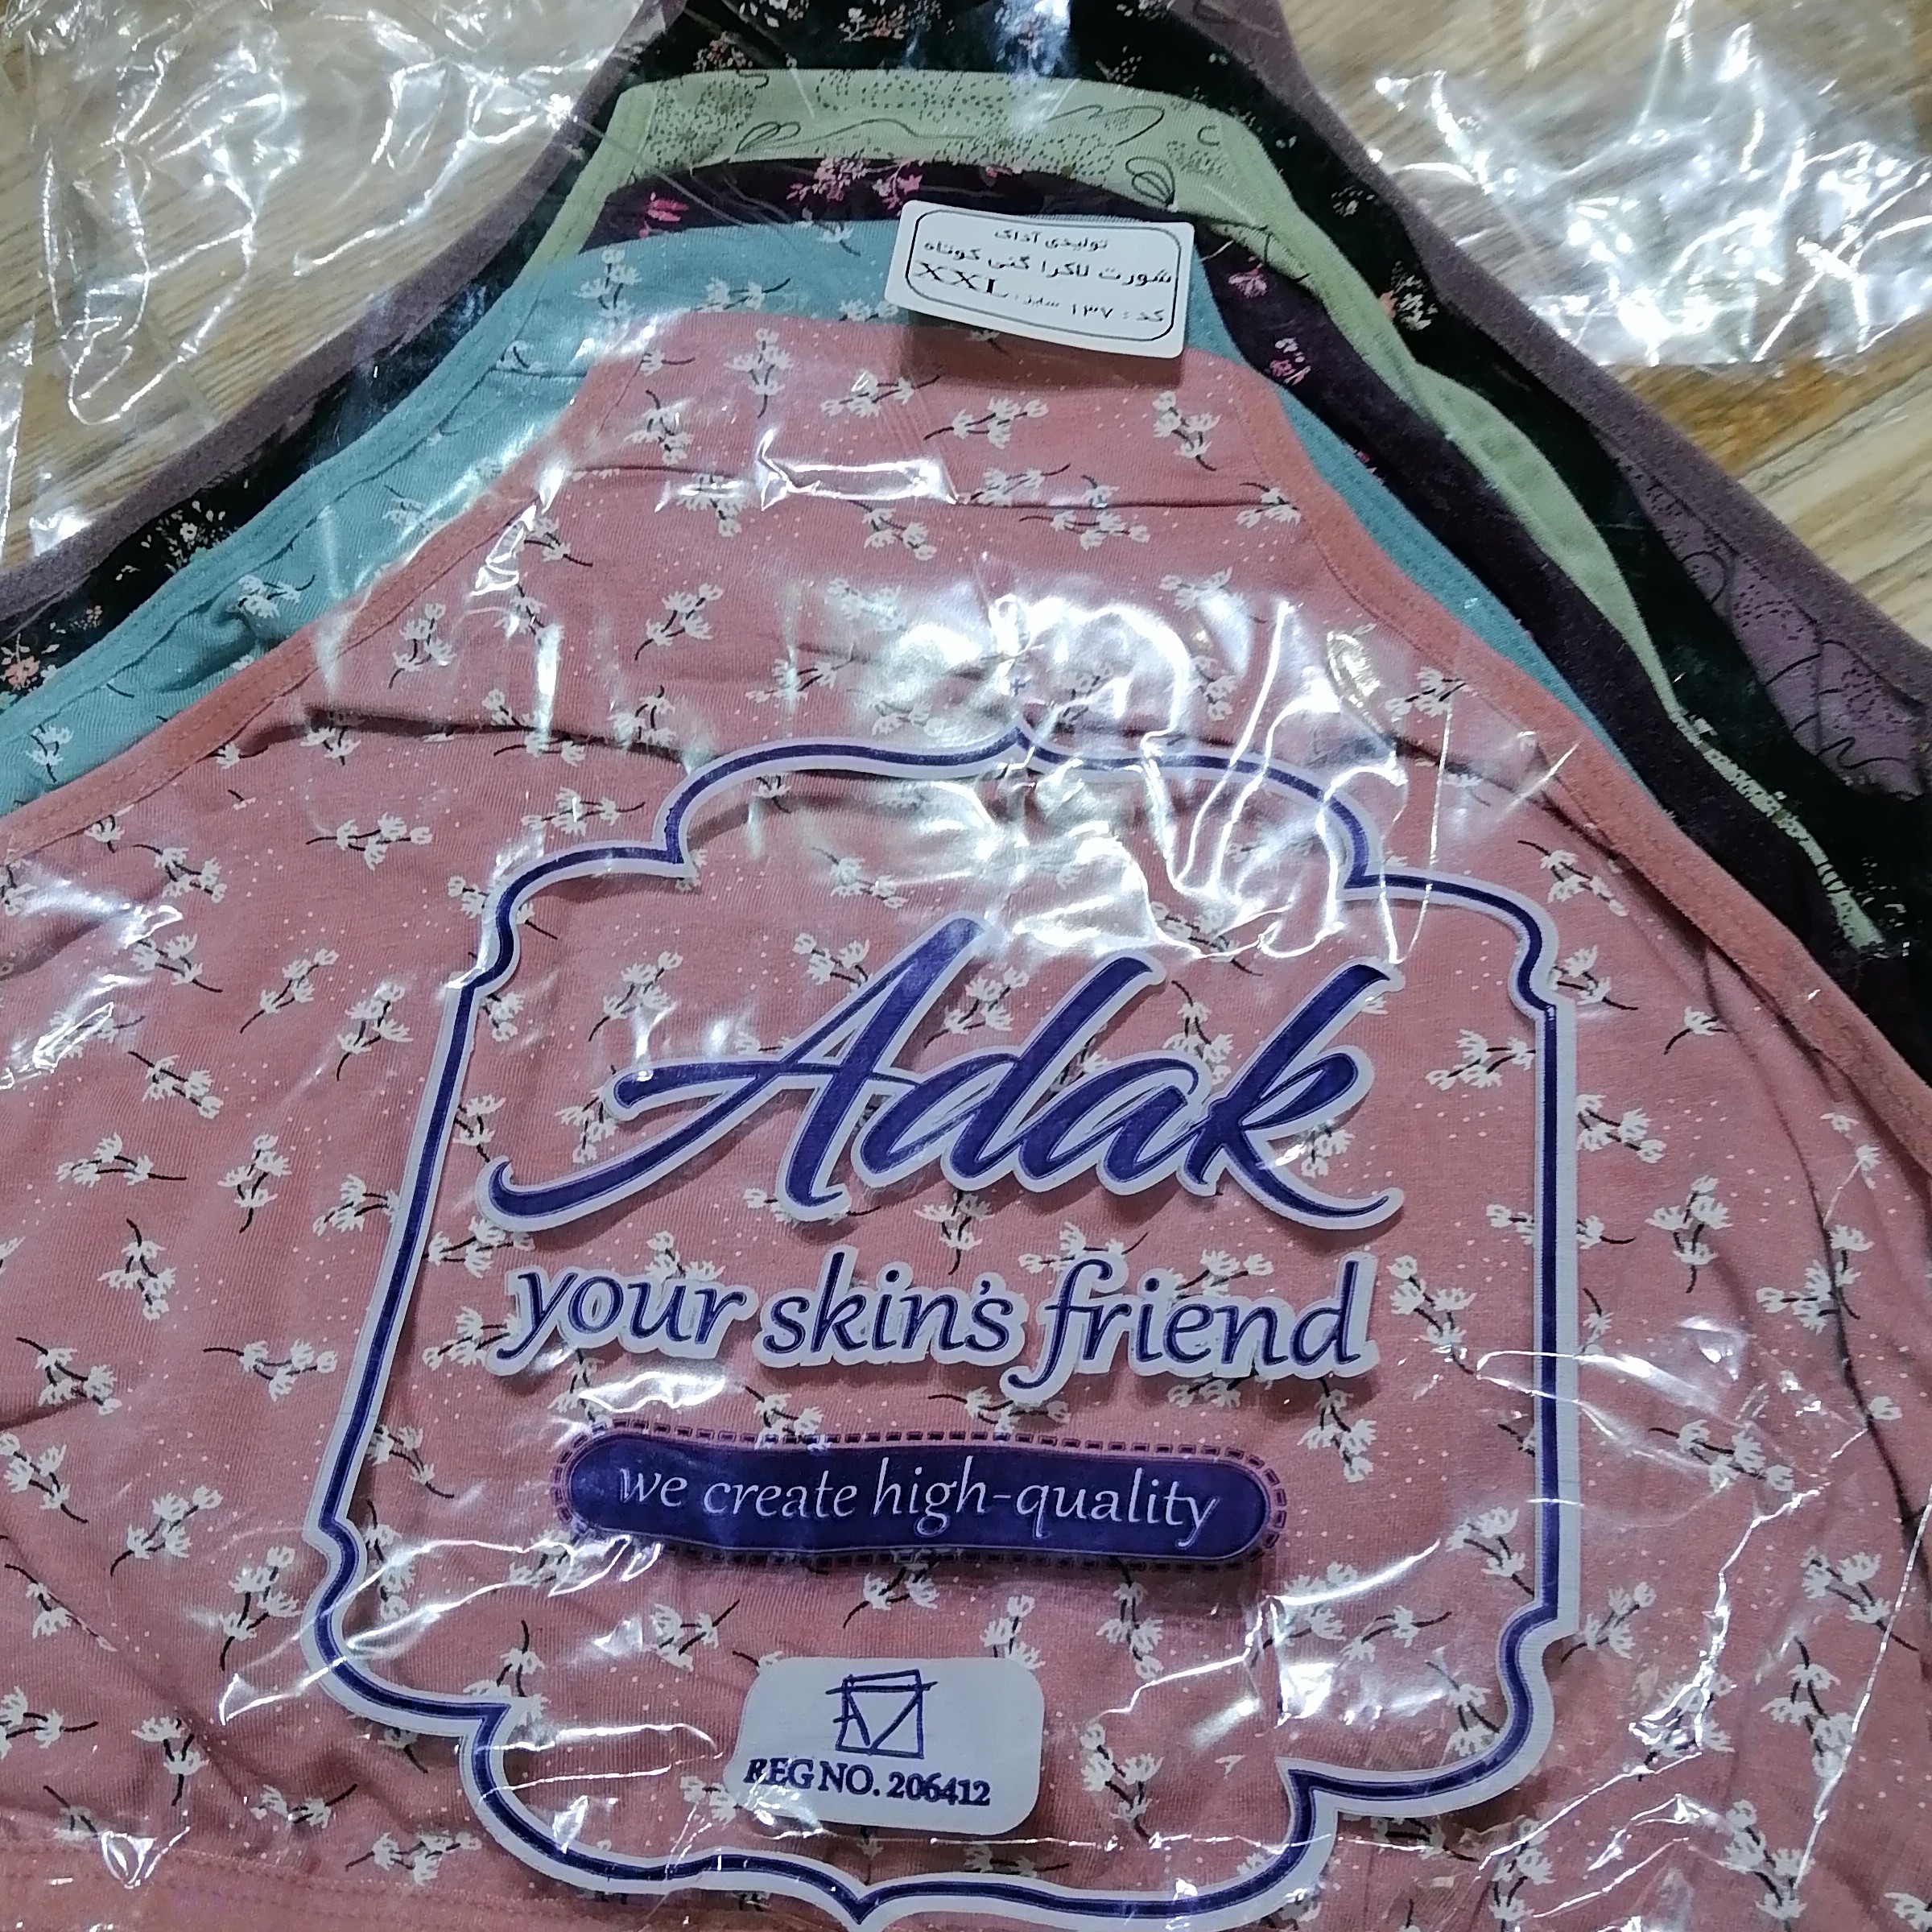 تولیدی آداک
شورت لاکرا گنی کوتاه
کد: ۱۳۷ سایز: XXL
Adak
your skin's friend
we create high-quality
REG NO. 206412